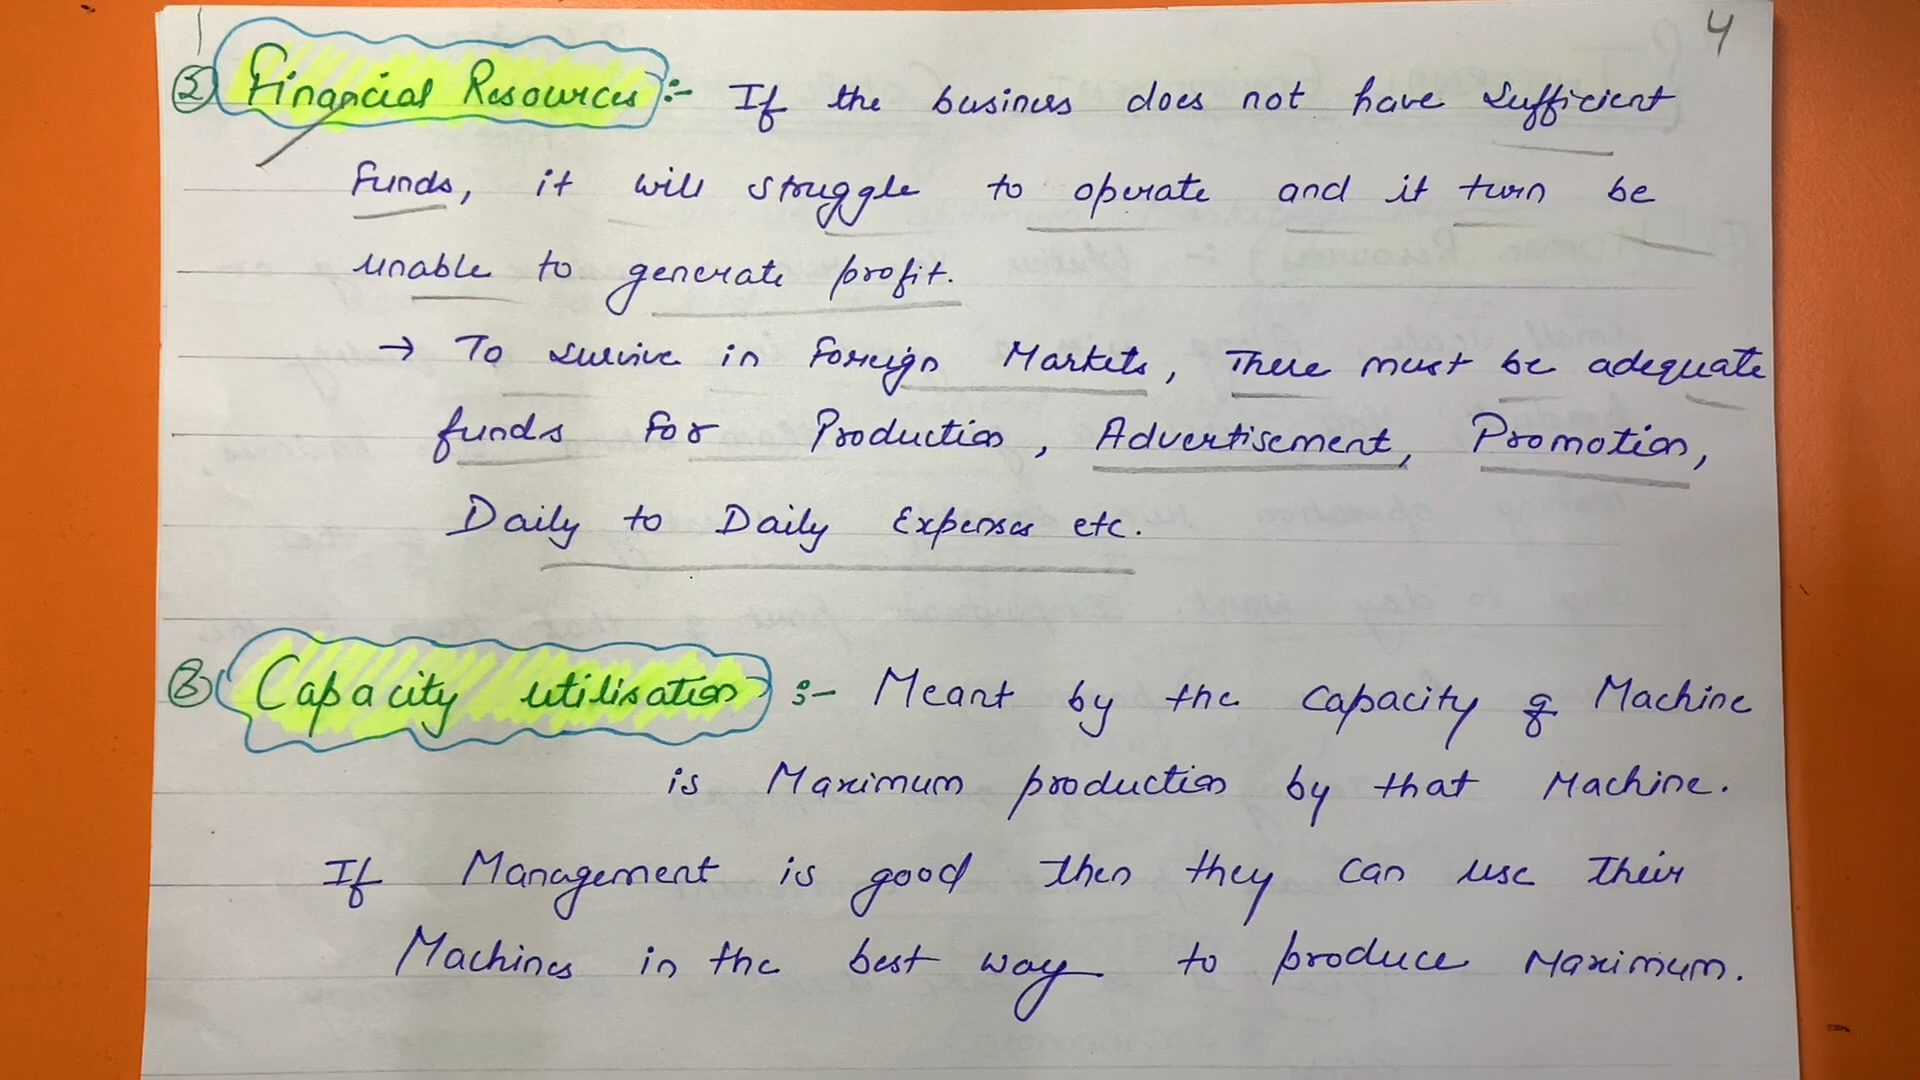 4
② Financial Resources :- If the business does not have sufficient
funds, it will struggle to operate and it turn be
unable to generate profit.
→ To survive in Foreign Markets, There must be adequate
funds for Production, Advertisement, Promotion,
Daily to Daily Expenses etc.
③ Capacity utilisation :- Meant by the capacity of Machine
is Maximum production by that Machine.
If Management is good then they can use their
Machines in the best way to produce Maximum.